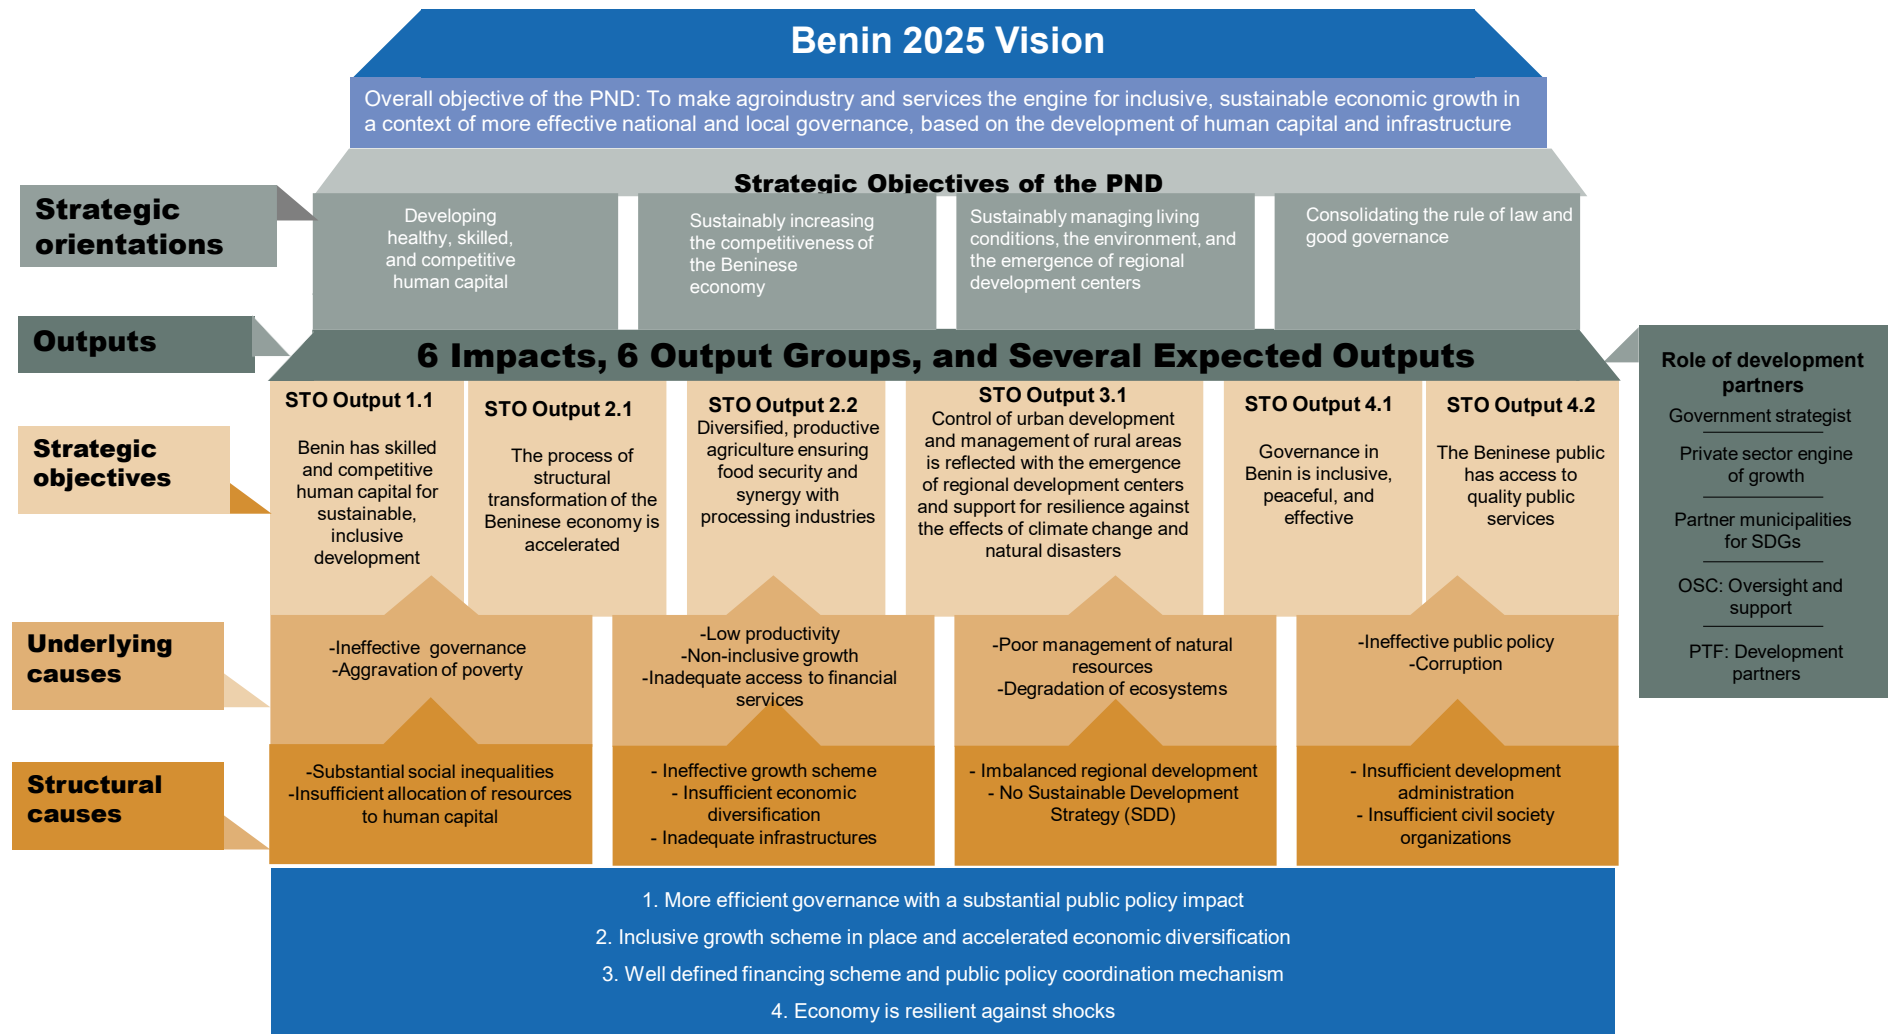 Benin 2025 Vision
Overall objective of the PND: To make agroindustry and services the engine for inclusive, sustainable economic growth in
a context of more effective national and local governance, based on the development of human capital and infrastructure
Strategic Objectives of the PND
Strategic
orientations
Developing
healthy, skilled,
and competitive
human capital
Sustainably increasing
the competitiveness of
the Beninese
economy
Sustainably managing living
conditions, the environment, and
the emergence of regional
development centers
Consolidating the rule of law and
good governance
Outputs
6 Impacts, 6 Output Groups, and Several Expected Outputs
Strategic
objectives
STO Output 1.1
Benin has skilled
and competitive
human capital for
sustainable,
inclusive
development
STO Output 2.1
The process of
structural
transformation of the
Beninese economy is
accelerated
STO Output 2.2
Diversified, productive
agriculture ensuring
food security and
synergy with
processing industries
STO Output 3.1
Control of urban development
and management of rural areas
is reflected with the emergence
of regional development centers
and support for resilience against
the effects of climate change and
natural disasters
STO Output 4.1
Governance in
Benin is inclusive,
peaceful, and
effective
STO Output 4.2
The Beninese public
has access to
quality public
services
Role of development
partners
Government strategist
Private sector engine
of growth
Partner municipalities
for SDGs
OSC: Oversight and
support
PTF: Development
partners
Underlying
causes
-Ineffective governance
-Aggravation of poverty
-Low productivity
-Non-inclusive growth
-Inadequate access to financial
services
-Poor management of natural
resources
-Degradation of ecosystems
-Ineffective public policy
-Corruption
Structural
causes
-Substantial social inequalities
-Insufficient allocation of resources
to human capital
- Ineffective growth scheme
- Insufficient economic
diversification
- Inadequate infrastructures
- Imbalanced regional development
- No Sustainable Development
Strategy (SDD)
- Insufficient development
administration
- Insufficient civil society
organizations
1. More efficient governance with a substantial public policy impact
2. Inclusive growth scheme in place and accelerated economic diversification
3. Well defined financing scheme and public policy coordination mechanism
4. Economy is resilient against shocks